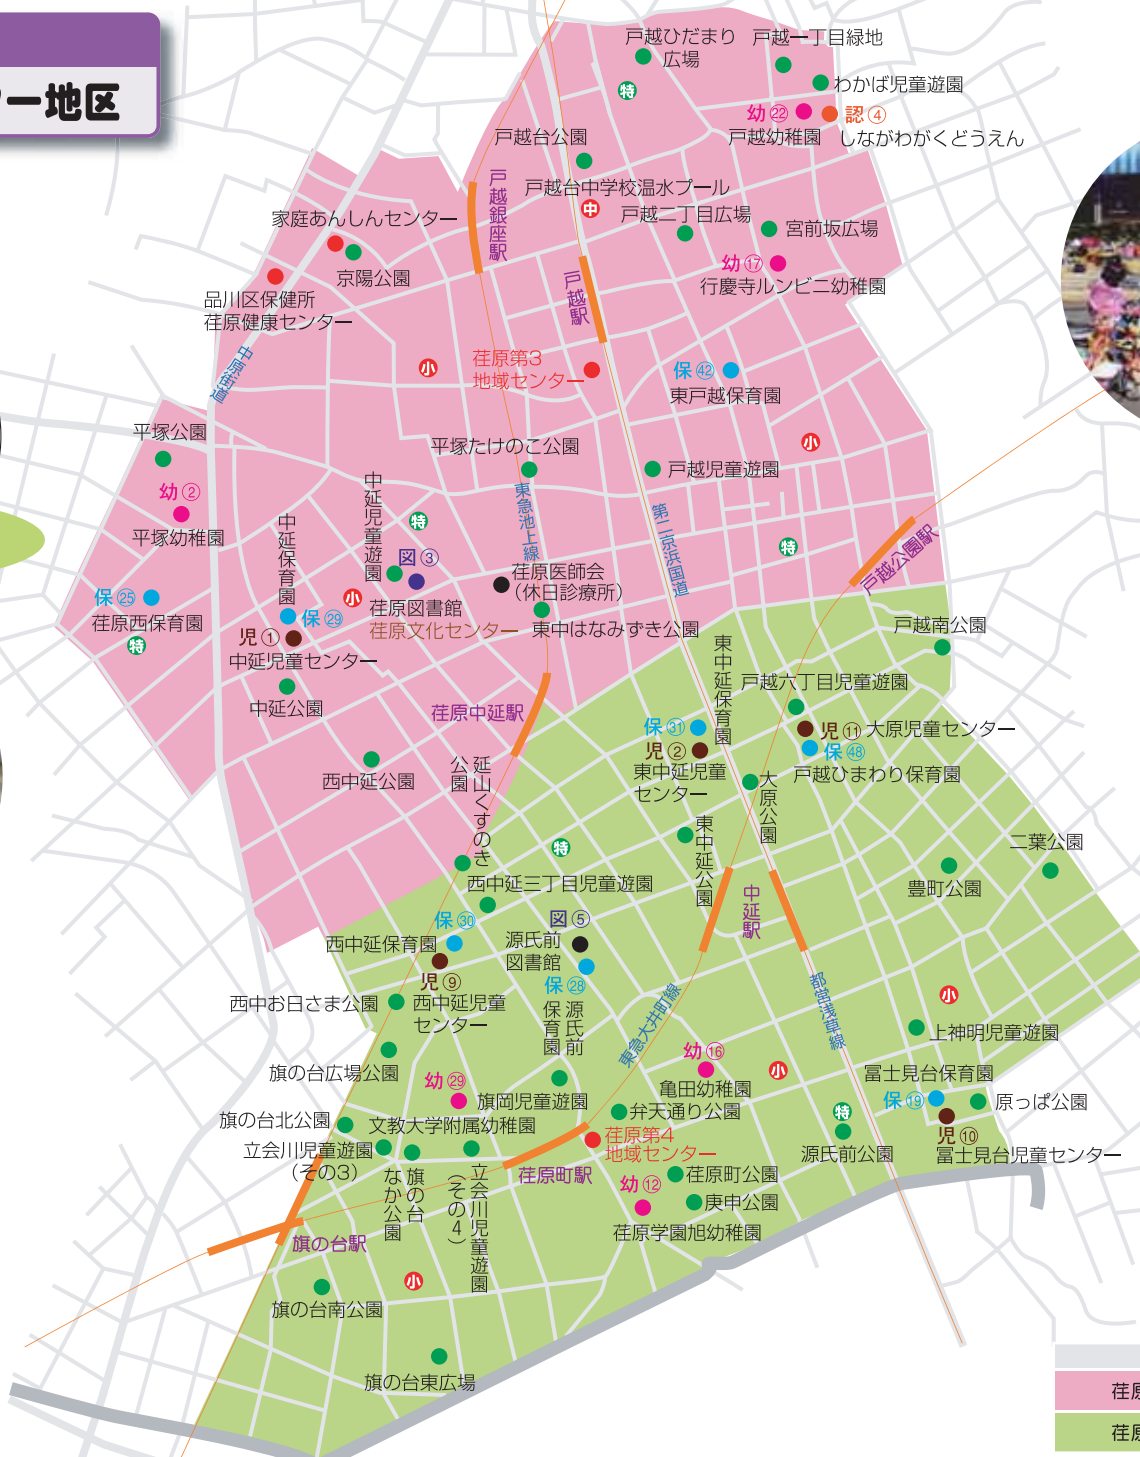 ー地区
戸越ひだまり
広場
戸越一丁目緑地
わかば児童遊園
特
幼㉒
認④
戸越幼稚園
しながわがくどうえん
戸越台公園
戸越銀座駅
戸越台中学校温水プール
中
戸越二丁目広場
宮前坂広場
家庭あんしんセンター
京陽公園
幼⑰
行慶寺ルンビニ幼稚園
品川区保健所
荏原健康センター
戸越駅
中原街道
小
荏原第3
地域センター
保㊷
東戸越保育園
平塚公園
平塚たけのこ公園
小
戸越児童遊園
幼②
平塚幼稚園
中延児童遊園
東急池上線
第二京浜国道
中延保育園
特
特
戸越公園駅
図③
荏原医師会
(休日診療所)
保㉕
荏原西保育園
特
小
荏原図書館
荏原文化センター
保㉙
児①
中延児童センター
東中はなみずき公園
戸越南公園
東中延保育園
戸越六丁目児童遊園
中延公園
荏原中延駅
保㉛
児②
東中延児童
センター
児⑪
大原児童センター
保㊽
戸越ひまわり保育園
西中延公園
延山くすのき
公園
大原公園
東中延公園
特
二葉公園
西中延三丁目児童遊園
豊町公園
中延駅
保㉚
西中延保育園
図⑤
源氏前
図書館
児⑨
保㉘
源氏前
保育園
都営浅草線
東急大井町線
小
西中お日さま公園
西中延児童
センター
上神明児童遊園
旗の台広場公園
幼⑯
亀田幼稚園
小
冨士見台保育園
幼㉙
旗岡児童遊園
保⑲
原っぱ公園
旗の台北公園
文教大学附属幼稚園
弁天通り公園
特
児⑩
立会川児童遊園
(その3)
荏原第4
地域センター
源氏前公園
冨士見台児童センター
旗の台
なか公園
立会川児童遊園
(その4)
荏原町駅
荏原町公園
幼⑫
庚申公園
荏原学園旭幼稚園
旗の台駅
小
旗の台南公園
旗の台東広場
荏原
荏原